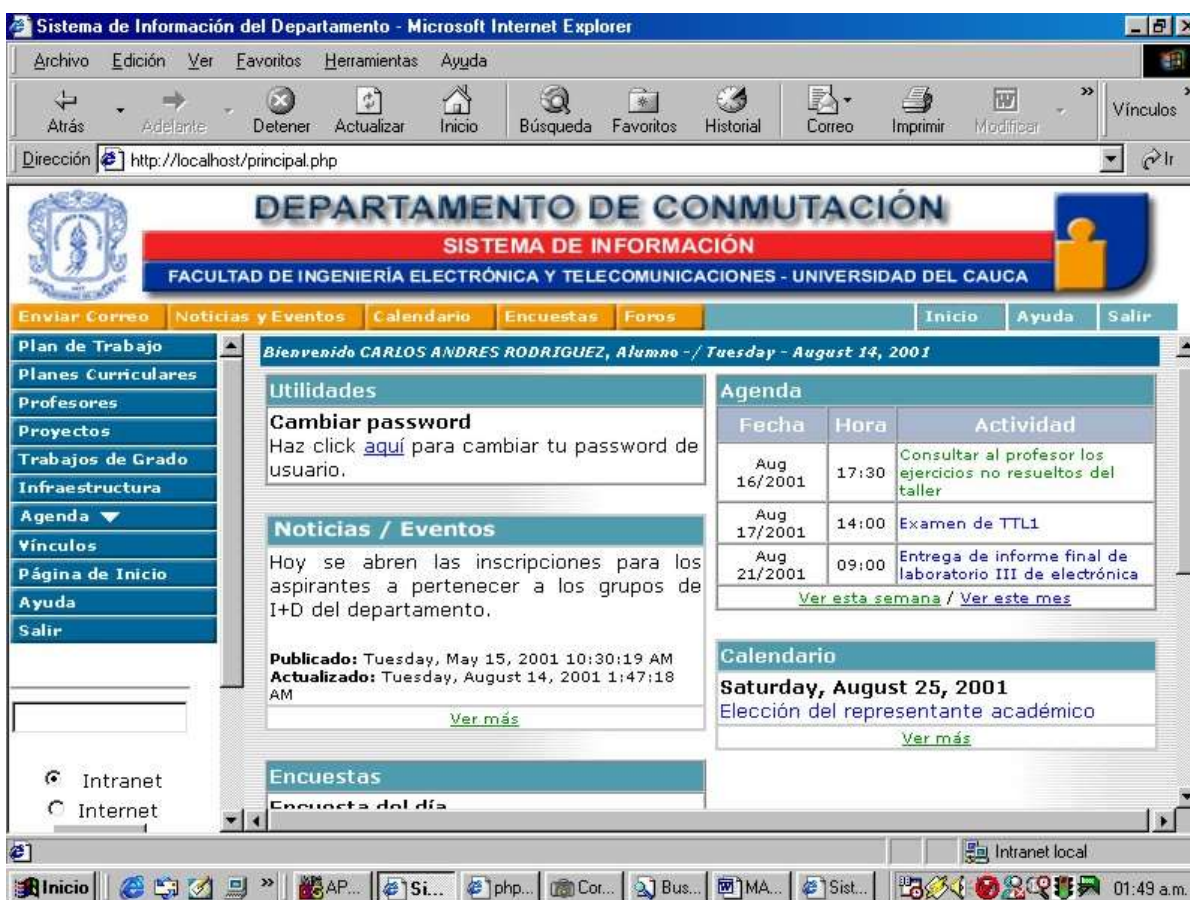 Sistema de Información del Departamento - Microsoft Internet Explorer
Archivo Edición Ver Favoritos Herramientas Ayuda
Atrás Adelante Detener Actualizar Inicio Búsqueda Favoritos Historial Correo Imprimir Modificar » Vínculos »
Dirección http://localhost/principal.php Ir
DEPARTAMENTO DE CONMUTACIÓN
SISTEMA DE INFORMACIÓN
FACULTAD DE INGENIERÍA ELECTRÓNICA Y TELECOMUNICACIONES - UNIVERSIDAD DEL CAUCA
Enviar Correo Noticias y Eventos Calendario Encuestas Foros Inicio Ayuda Salir
Plan de Trabajo
Planes Curriculares
Profesores
Proyectos
Trabajos de Grado
Infraestructura
Agenda
Vínculos
Página de Inicio
Ayuda
Salir
Intranet
Internet
Bienvenido CARLOS ANDRES RODRIGUEZ, Alumno -/ Tuesday - August 14, 2001
Utilidades
Cambiar password
Haz click aquí para cambiar tu password de
usuario.
Noticias / Eventos
Hoy se abren las inscripciones para los
aspirantes a pertenecer a los grupos de
I+D del departamento.
Publicado: Tuesday, May 15, 2001 10:30:19 AM
Actualizado: Tuesday, August 14, 2001 1:47:18
AM
Ver más
Encuestas
Encuesta del día
Agenda
Fecha Hora Actividad
Aug
16/2001
17:30
Consultar al profesor los
ejercicios no resueltos del
taller
Aug
17/2001
14:00
Examen de TTL1
Aug
21/2001
09:00
Entrega de informe final de
laboratorio III de electrónica
Ver esta semana / Ver este mes
Calendario
Saturday, August 25, 2001
Elección del representante académico
Ver más
Intranet local
Inicio » AP... Si... php... Cor... Bus... MA... Sist... 01:49 a.m.